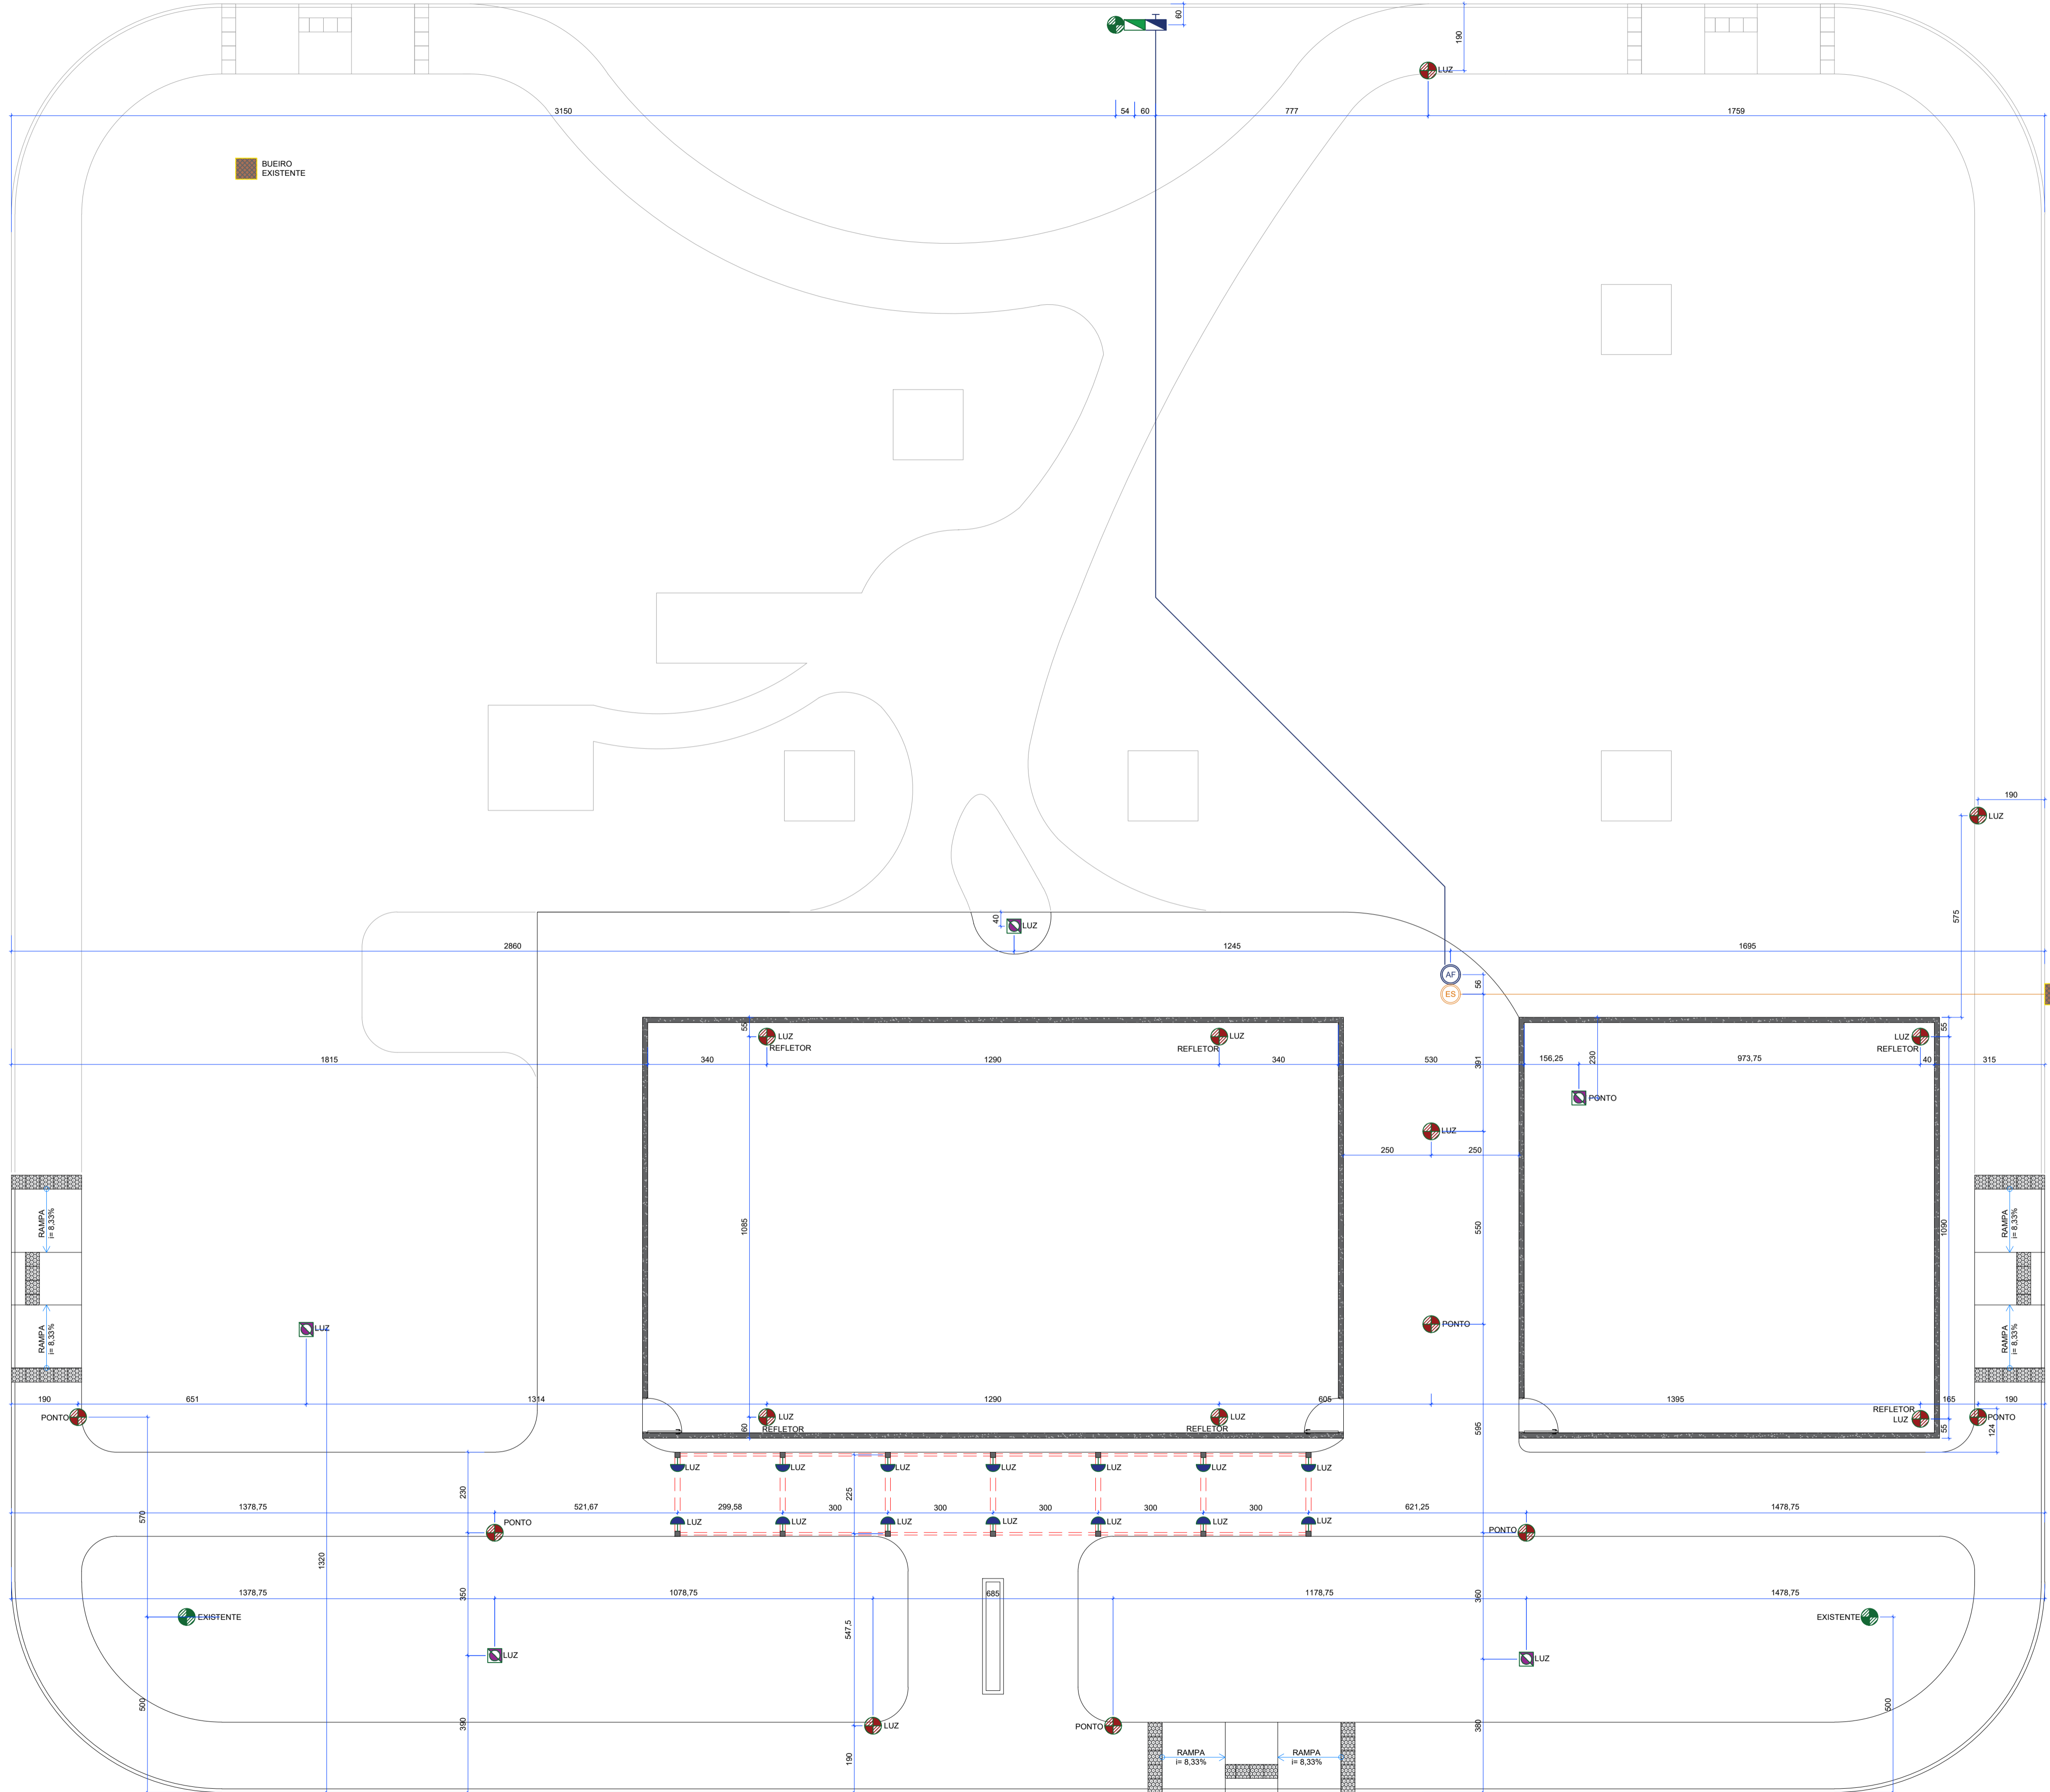 60
190
LUZ
3150
54
60
777
1759
BUEIRO
EXISTENTE
190
LUZ
575
40
LUZ
2860
1245
1695
AF
56
ES
55
LUZ
REFLETOR
LUZ
REFLETOR
LUZ
REFLETOR
55
1815
340
1290
340
530
391
156,25
230
973,75
40
315
PONTO
LUZ
250
250
RAMPA
i= 8,33%
1085
550
1090
RAMPA
i= 8,33%
RAMPA
i= 8,33%
LUZ
PONTO
RAMPA
i= 8,33%
190
651
1314
1290
605
1395
165
190
PONTO
LUZ
REFLETOR
60
LUZ
REFLETOR
595
REFLETOR
LUZ
55
PONTO
124
LUZ
LUZ
LUZ
LUZ
LUZ
LUZ
LUZ
230
225
1378,75
521,67
299,58
300
300
300
300
300
621,25
1478,75
570
PONTO
LUZ
LUZ
LUZ
LUZ
LUZ
LUZ
LUZ
PONTO
1320
1378,75
350
1078,75
685
1178,75
360
1478,75
EXISTENTE
547,5
EXISTENTE
LUZ
LUZ
500
390
LUZ
PONTO
380
500
190
RAMPA
i= 8,33%
RAMPA
i= 8,33%